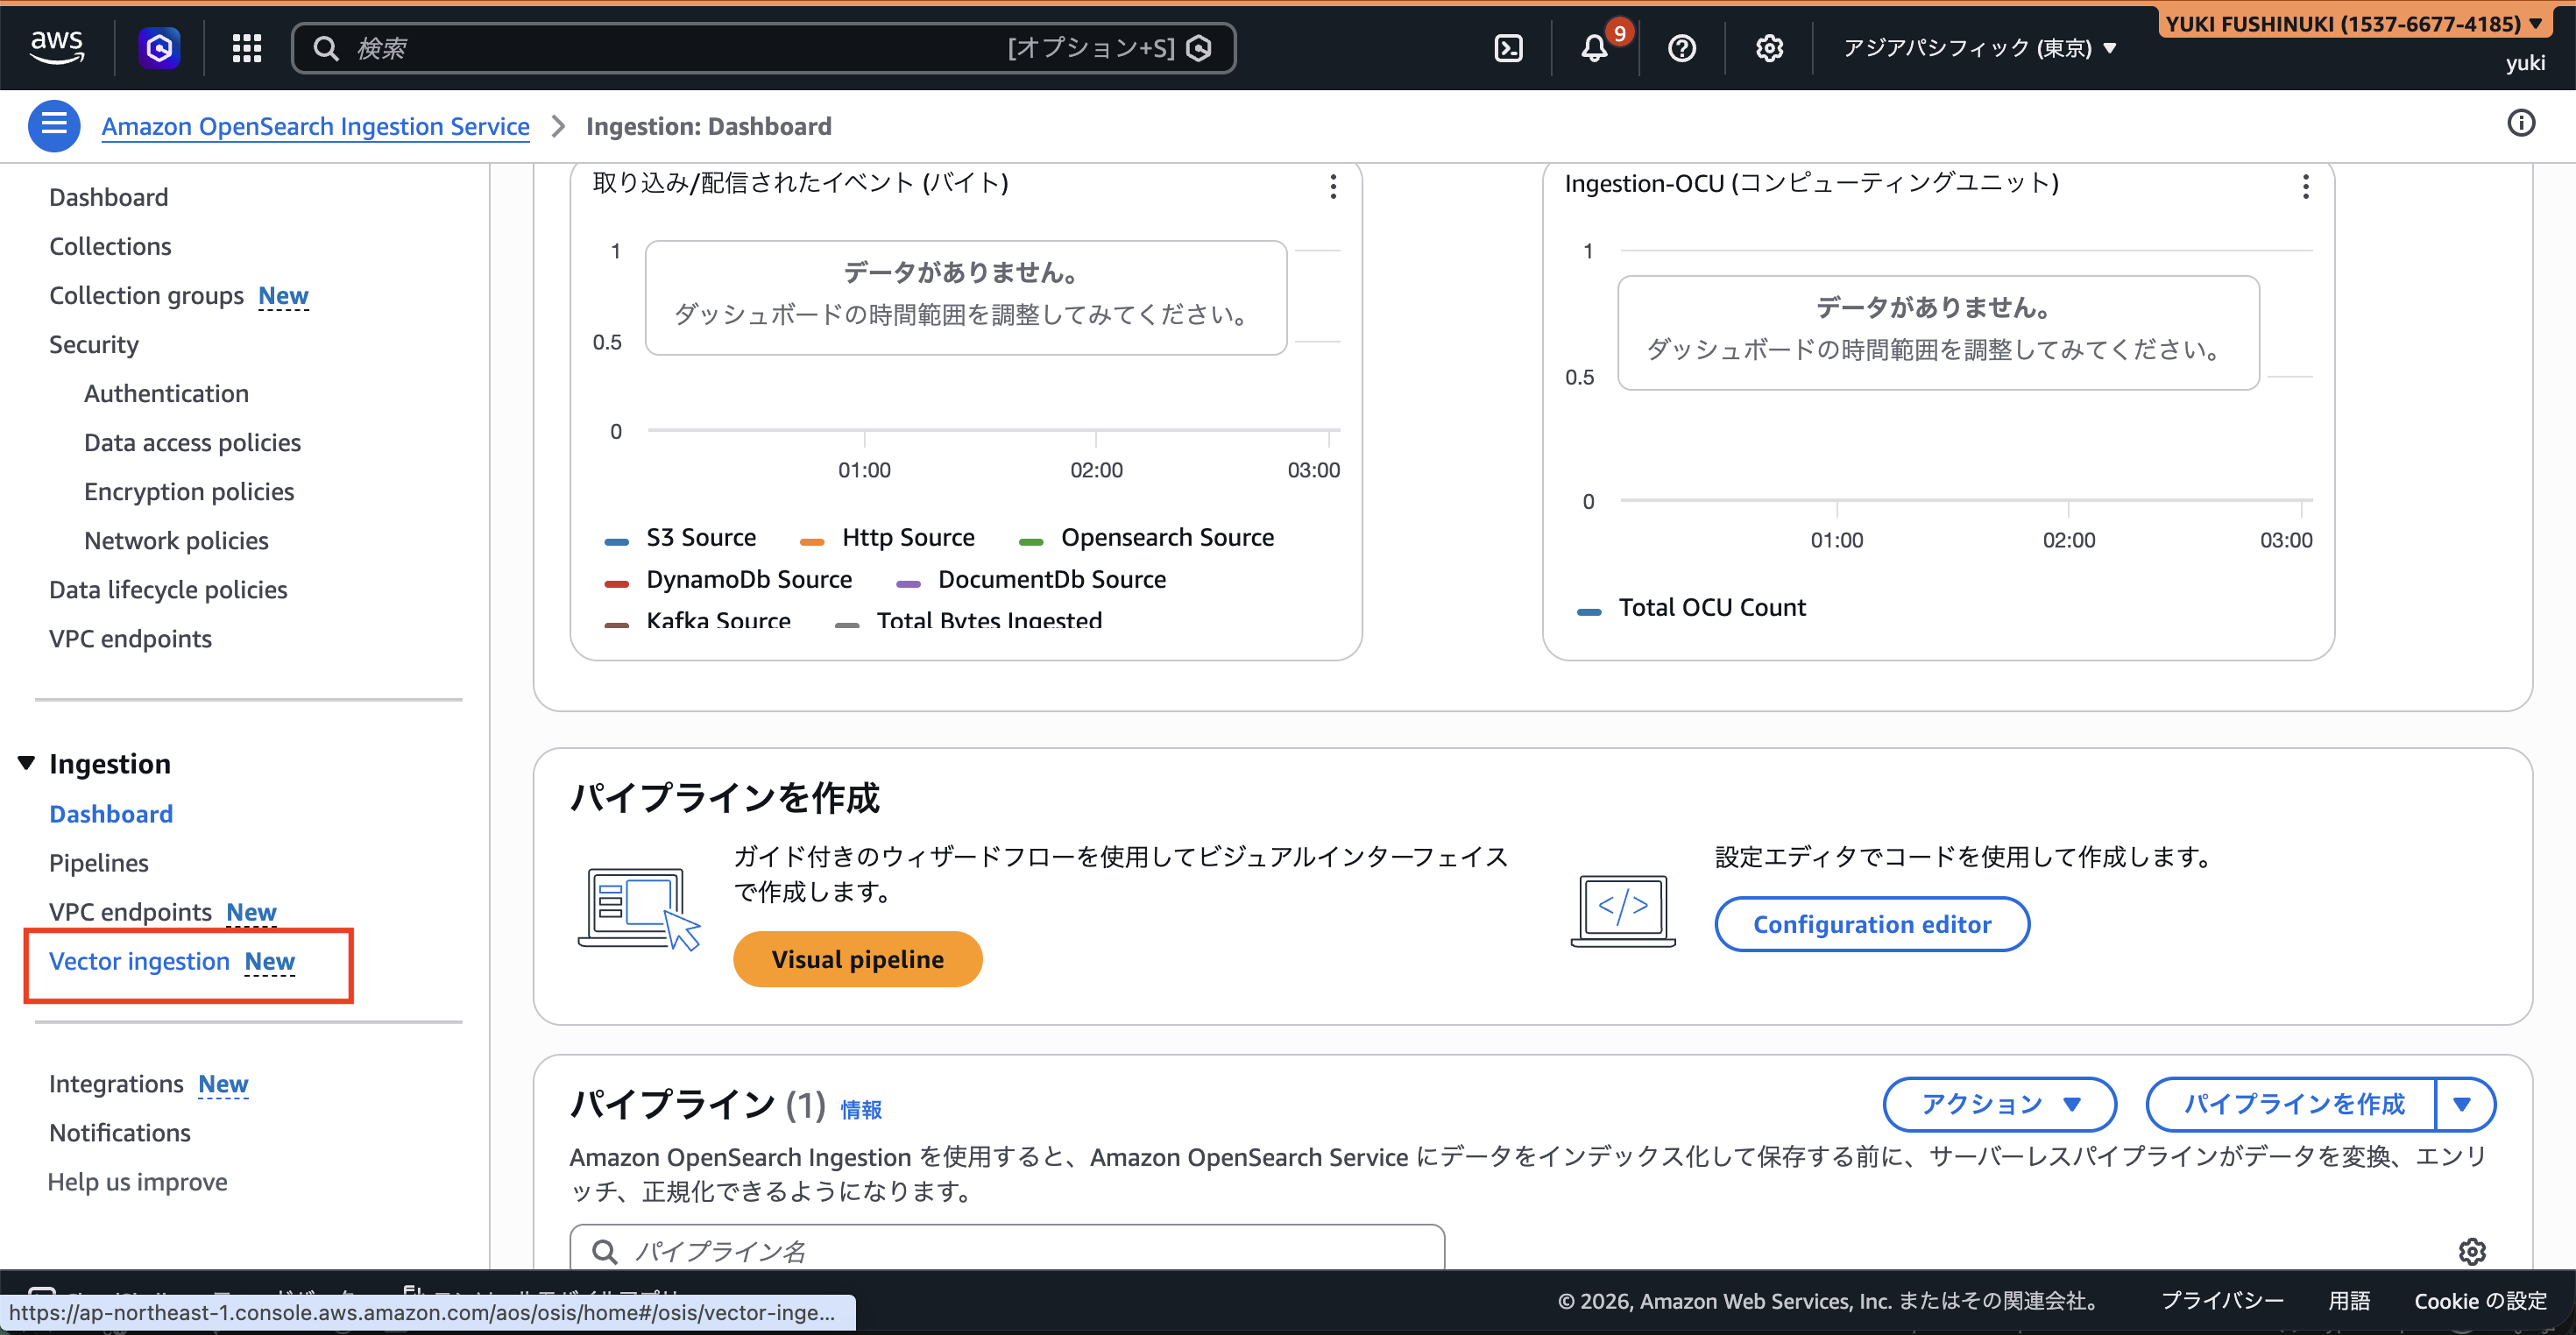 aws
検索
[オプション+S]
9
アジアパシフィック (東京) ▼
YUKI FUSHINUKI (1537-6677-4185) ▼
yuki
Amazon OpenSearch Ingestion Service > Ingestion: Dashboard
Dashboard
Collections
Collection groups New
Security
Authentication
Data access policies
Encryption policies
Network policies
Data lifecycle policies
VPC endpoints
Ingestion
Dashboard
Pipelines
VPC endpoints New
Vector ingestion New
Integrations New
Notifications
Help us improve
取り込み/配信されたイベント (バイト)
1
データがありません。
ダッシュボードの時間範囲を調整してみてください。
0.5
0
01:00 02:00 03:00
S3 Source Http Source Opensearch Source
DynamoDb Source DocumentDb Source
Kafka Source Total Bytes Ingested
Ingestion-OCU (コンピューティングユニット)
1
データがありません。
ダッシュボードの時間範囲を調整してみてください。
0.5
0
01:00 02:00 03:00
Total OCU Count
パイプラインを作成
ガイド付きのウィザードフローを使用してビジュアルインターフェイス
で作成します。
Visual pipeline
設定エディタでコードを使用して作成します。
</>
Configuration editor
パイプライン (1) 情報
アクション ▼
パイプラインを作成 ▼
Amazon OpenSearch Ingestion を使用すると、Amazon OpenSearch Service にデータをインデックス化して保存する前に、サーバーレスパイプラインがデータを変換、エンリ
ッチ、正規化できるようになります。
パイプライン名
https://ap-northeast-1.console.aws.amazon.com/aos/osis/home#/osis/vector-inge...
© 2026, Amazon Web Services, Inc. またはその関連会社。
プライバシー
用語
Cookie の設定